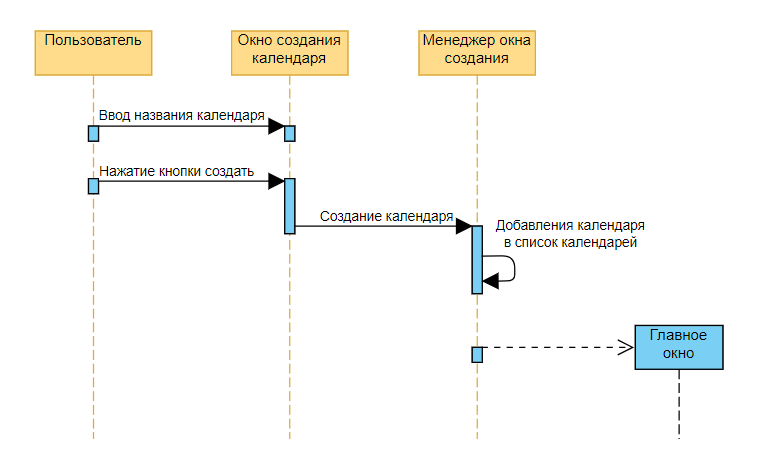 Пользователь
Окно создания
календаря
Менеджер окна
создания
Ввод названия календаря
Нажатие кнопки создать
Создание календаря
Добавления календаря
в список календарей
Главное
окно